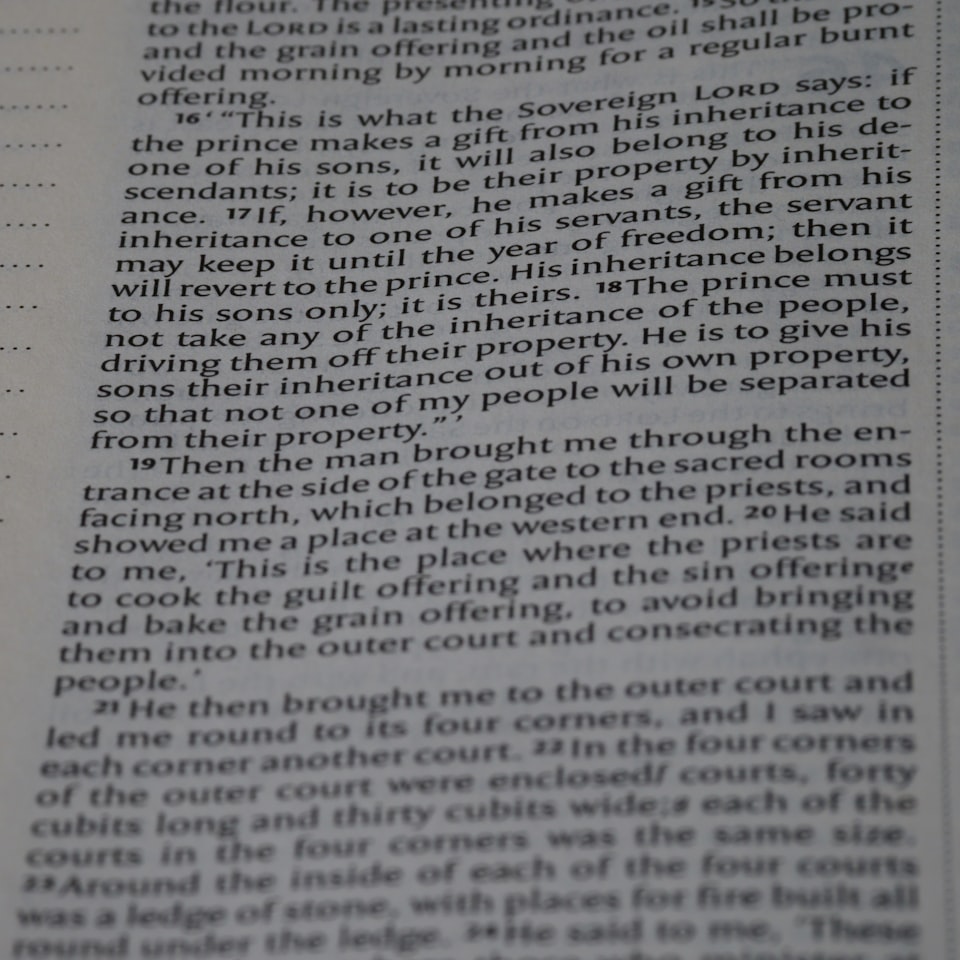 the flour. The presenting
to the LORD is a lasting ordinance. 15 So
and the grain offering and the oil shall be pro-
vided morning by morning for a regular burnt
offering.
16 ‘ “This is what the Sovereign LORD says: if
the prince makes a gift from his inheritance to
one of his sons, it will also belong to his de-
scendants; it is to be their property by inherit-
ance. 17 If, however, he makes a gift from his
inheritance to one of his servants, the servant
may keep it until the year of freedom; then it
will revert to the prince. His inheritance belongs
to his sons only; it is theirs. 18 The prince must
not take any of the inheritance of the people,
driving them off their property. He is to give his
sons their inheritance out of his own property,
so that not one of my people will be separated
from their property.” ’
19 Then the man brought me through the en-
trance at the side of the gate to the sacred rooms
facing north, which belonged to the priests, and
showed me a place at the western end. 20 He said
to me, ‘This is the place where the priests are
to cook the guilt offering and the sin offering e
and bake the grain offering, to avoid bringing
them into the outer court and consecrating the
people.’
21 He then brought me to the outer court and
led me round to its four corners, and I saw in
each corner another court. 22 In the four corners
of the outer court were enclosed f courts, forty
cubits long and thirty cubits wide; g each of the
courts in the four corners was the same size.
23 Around the inside of each of the four courts
was a ledge of stone, with places for fire built all
round under the ledge. 24 He said to me, ‘These